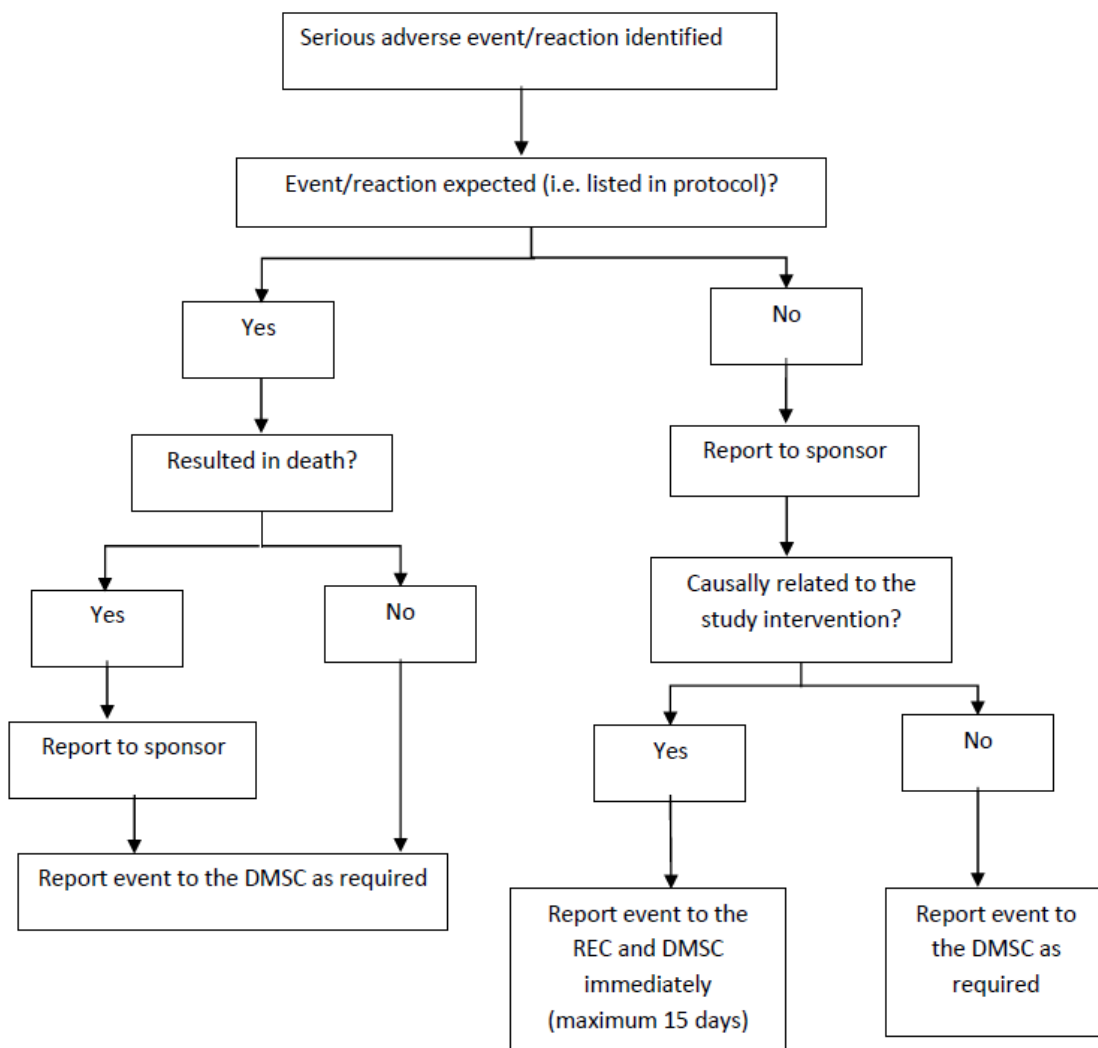 Serious adverse event/reaction identified
Event/reaction expected (i.e. listed in protocol)?
Yes
No
Resulted in death?
Report to sponsor
Yes
No
Causally related to the
study intervention?
Report to sponsor
Yes
No
Report event to the DMSC as required
Report event to the
REC and DMSC
immediately
(maximum 15 days)
Report event to
the DMSC as
required